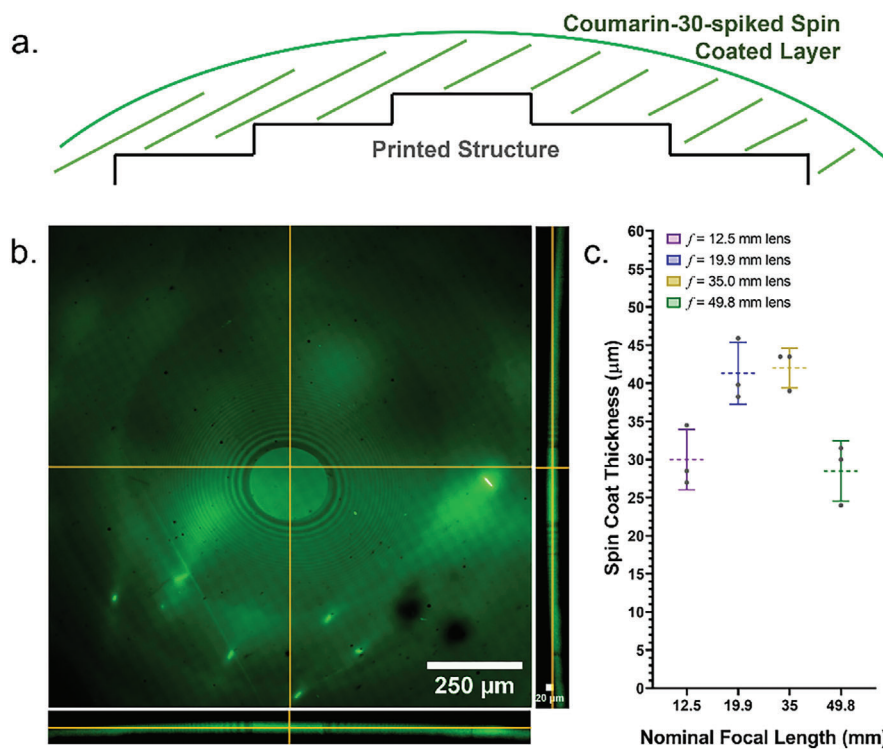 a.
Coumarin-30-spiked Spin
Coated Layer
Printed Structure
b.
250 µm
20 µm
c.
f = 12.5 mm lens
f = 19.9 mm lens
f = 35.0 mm lens
f = 49.8 mm lens
Spin Coat Thickness (µm)
60
55
50
45
40
35
30
25
20
15
10
5
0
12.5 19.9 35 49.8
Nominal Focal Length (mm)